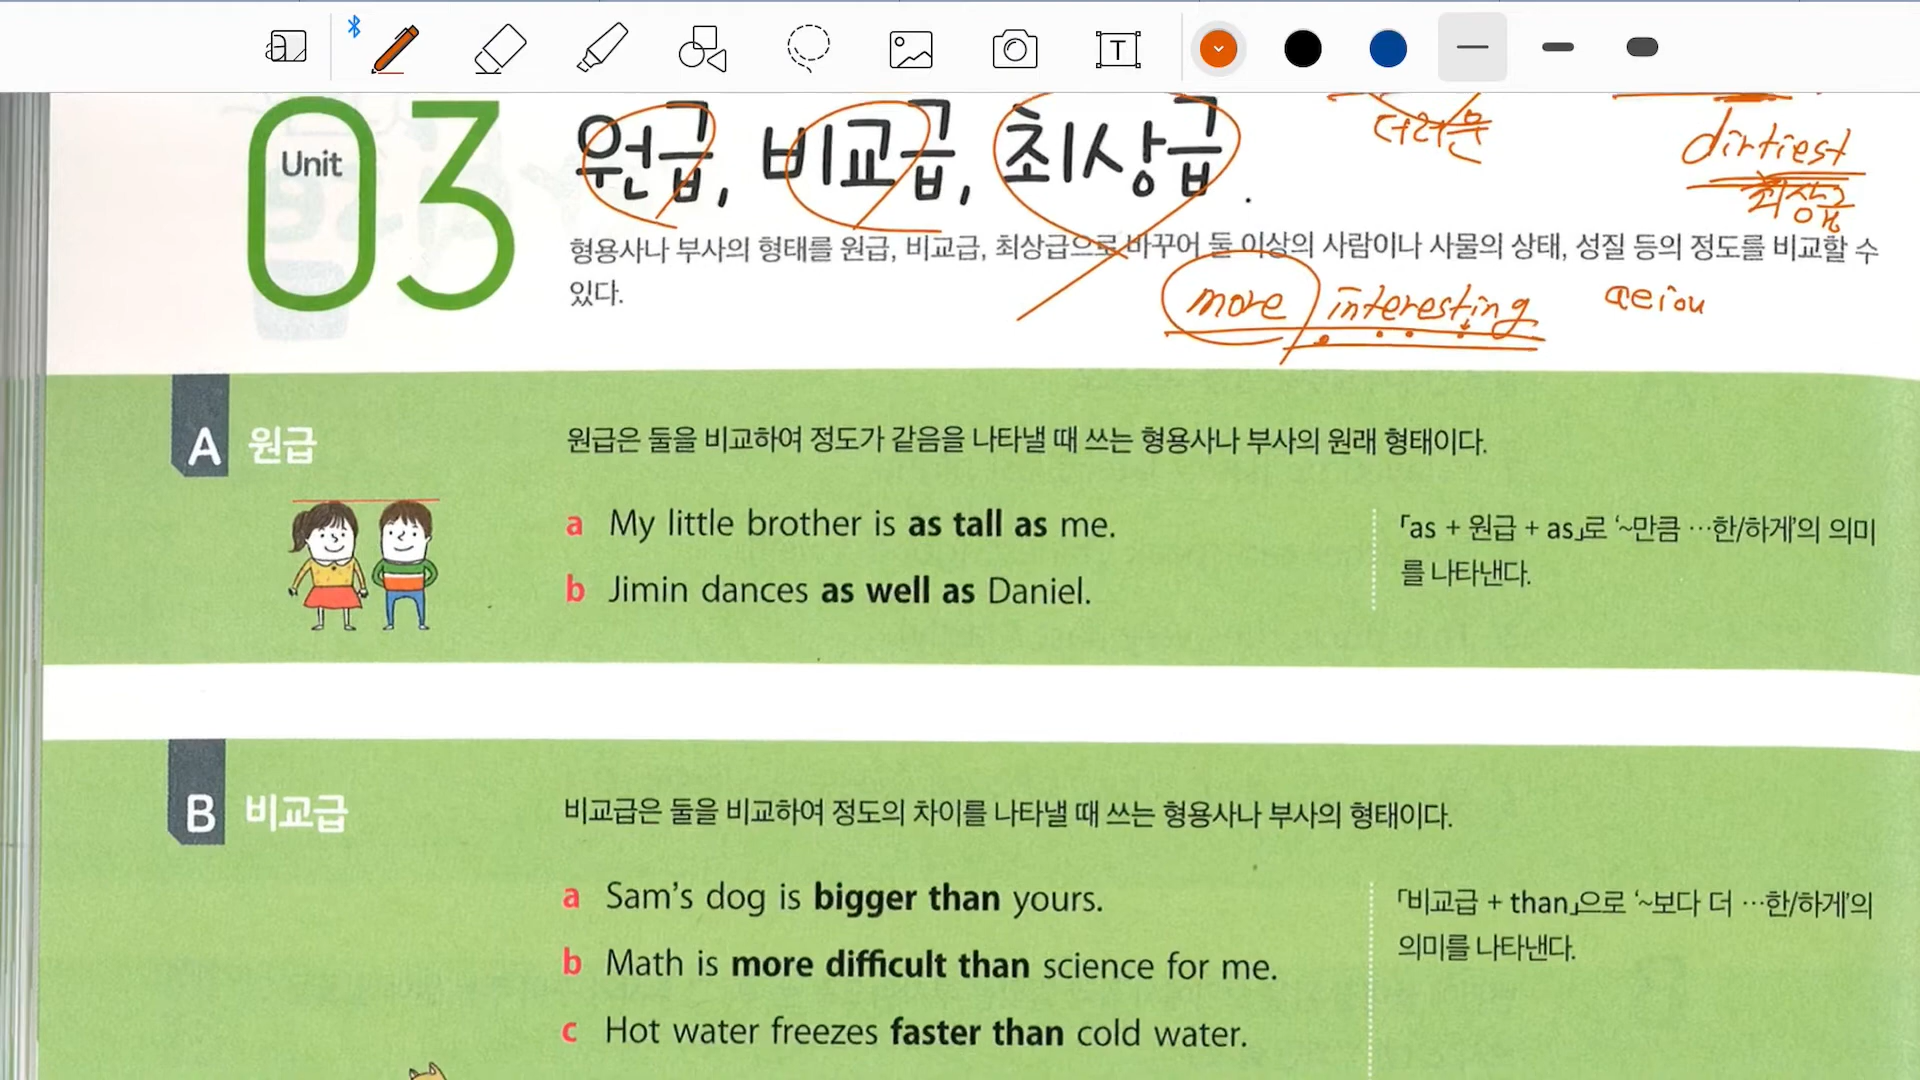 T
Unit
03
원급, 비교급, 최상급
더러운
dirtiest
최상급
형용사나 부사의 형태를 원급, 비교급, 최상급으로 바꾸어 둘 이상의 사람이나 사물의 상태, 성질 등의 정도를 비교할 수
있다.
more interesting
aeiou
A 원급
원급은 둘을 비교하여 정도가 같음을 나타낼 때 쓰는 형용사나 부사의 원래 형태이다.
a My little brother is as tall as me.
b Jimin dances as well as Daniel.
「as + 원급 + as」로 ‘~만큼 …한/하게’의 의미
를 나타낸다.
B 비교급
비교급은 둘을 비교하여 정도의 차이를 나타낼 때 쓰는 형용사나 부사의 형태이다.
a Sam’s dog is bigger than yours.
b Math is more difficult than science for me.
c Hot water freezes faster than cold water.
「비교급 + than」으로 ‘~보다 더 …한/하게’의
의미를 나타낸다.